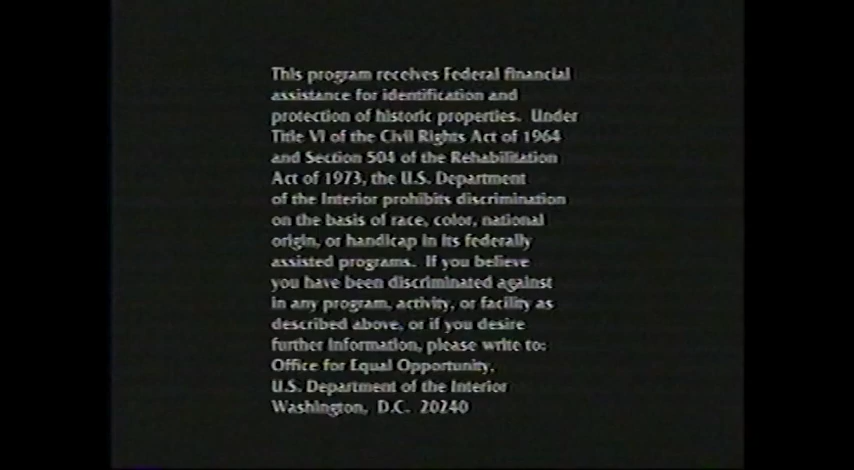 This program receives Federal financial
assistance for identification and
protection of historic properties. Under
Title VI of the Civil Rights Act of 1964
and Section 504 of the Rehabilitation
Act of 1973, the U.S. Department
of the Interior prohibits discrimination
on the basis of race, color, national
origin, or handicap in its federally
assisted programs. If you believe
you have been discriminated against
in any program, activity, or facility as
described above, or if you desire
further information, please write to:
Office for Equal Opportunity,
U.S. Department of the Interior
Washington, D.C. 20240